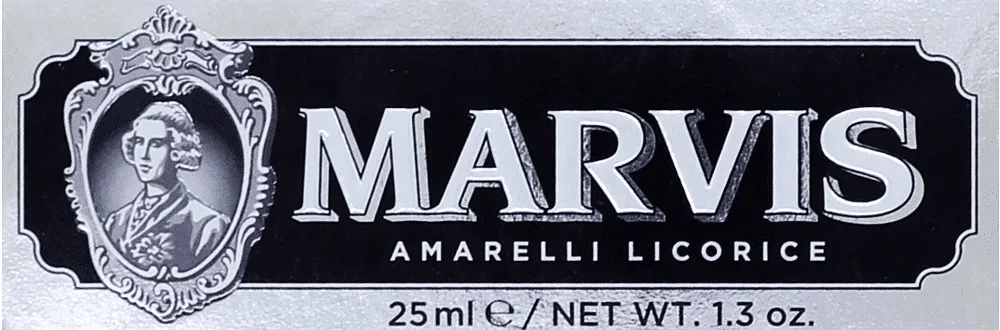 MARVIS
AMARELLI LICORICE
25ml ℮/ NET WT. 1.3 oz.